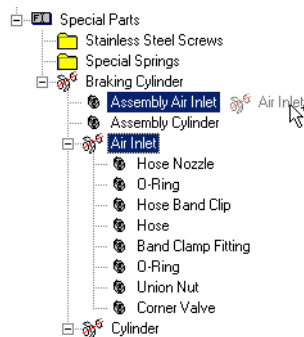 Special Parts
Stainless Steel Screws
Special Springs
Braking Cylinder
Assembly Air Inlet Air Inlet
Assembly Cylinder
Air Inlet
Hose Nozzle
O-Ring
Hose Band Clip
Hose
Band Clamp Fitting
O-Ring
Union Nut
Corner Valve
Cylinder